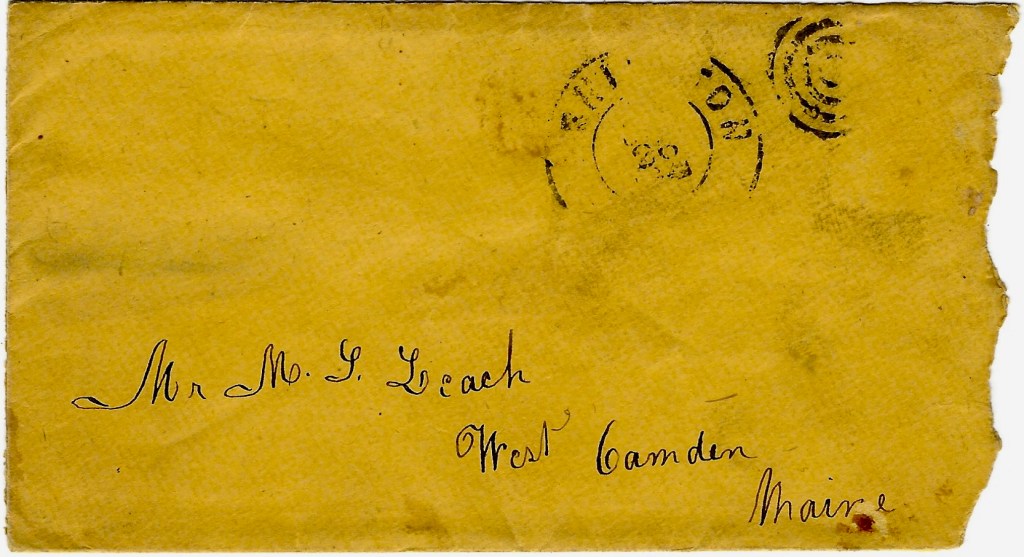 Mr M. S. Leach
West Camden
Maine